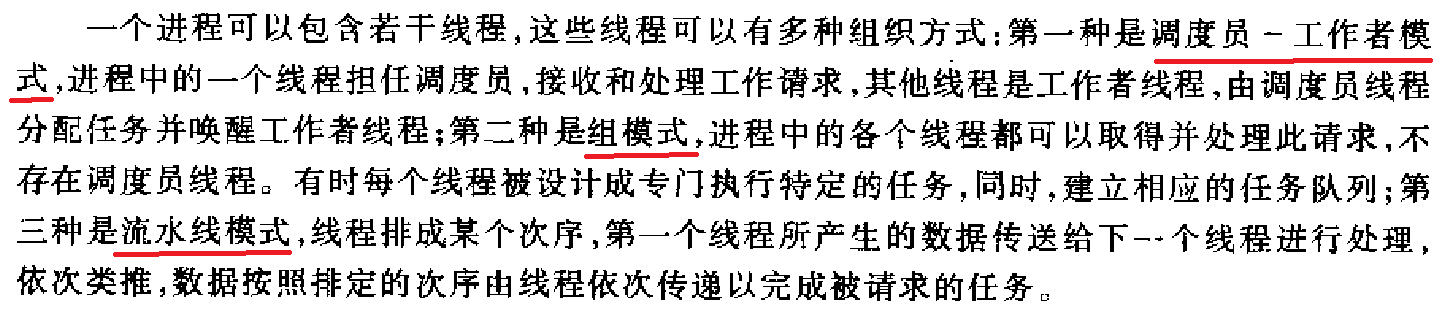 一个进程可以包含若干线程,这些线程可以有多种组织方式:第一种是调度员-工作者模
式,进程中的一个线程担任调度员,接收和处理工作请求,其他线程是工作者线程,由调度员线程
分配任务并唤醒工作者线程;第二种是组模式,进程中的各个线程都可以取得并处理此请求,不
存在调度员线程。有时每个线程被设计成专门执行特定的任务,同时,建立相应的任务队列;第
三种是流水线模式,线程排成某个次序,第一个线程所产生的数据传送给下一个线程进行处理,
依次类推,数据按照排定的次序由线程依次传递以完成被请求的任务。